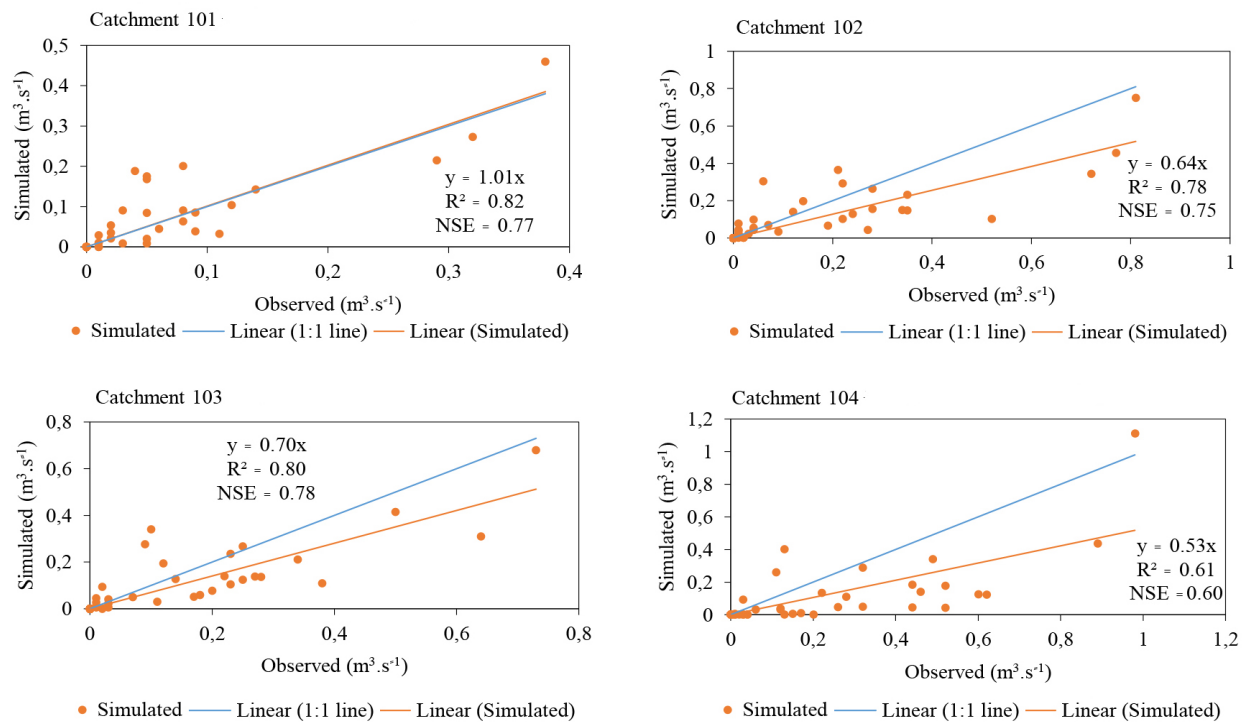 Catchment 101
0,5
0,4
0,3
0,2
0,1
0
0
0,1
0,2
0,3
0,4
Simulated (m³.s⁻¹)
Observed (m³.s⁻¹)
y = 1.01x
R² = 0.82
NSE = 0.77
Simulated Linear (1:1 line) Linear (Simulated)
Catchment 102
1
0,8
0,6
0,4
0,2
0
0
0,2
0,4
0,6
0,8
1
Simulated (m³.s⁻¹)
Observed (m³.s⁻¹)
y = 0.64x
R² = 0.78
NSE = 0.75
Simulated Linear (1:1 line) Linear (Simulated)
Catchment 103
0,8
0,6
0,4
0,2
0
0
0,2
0,4
0,6
0,8
Simulated (m³.s⁻¹)
Observed (m³.s⁻¹)
y = 0.70x
R² = 0.80
NSE = 0.78
Simulated Linear (1:1 line) Linear (Simulated)
Catchment 104
1,2
1
0,8
0,6
0,4
0,2
0
0
0,2
0,4
0,6
0,8
1
1,2
Simulated (m³.s⁻¹)
Observed (m³.s⁻¹)
y = 0.53x
R² = 0.61
NSE = 0.60
Simulated Linear (1:1 line) Linear (Simulated)